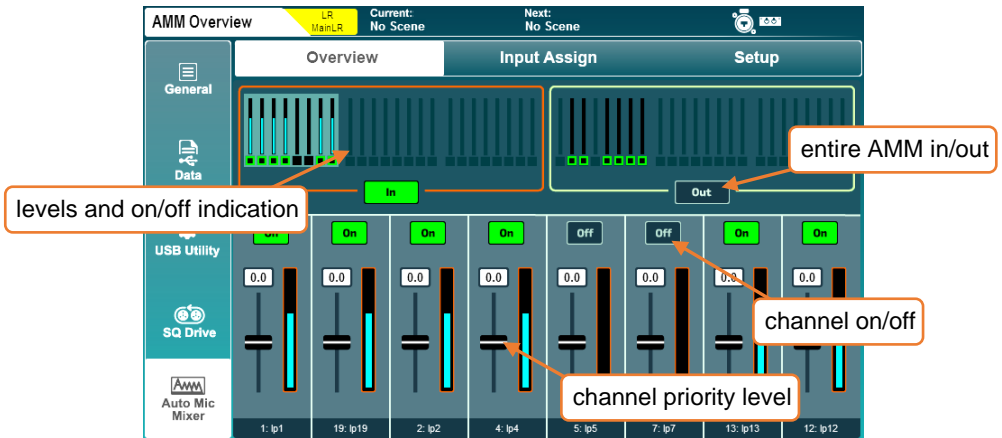 AMM Overview
LR
MainLR
Current:
No Scene
Next:
No Scene
Overview
Input Assign
Setup
General
Data
USB Utility
SQ Drive
Auto Mic
Mixer
entire AMM in/out
levels and on/off indication
In
Out
On
On
On
On
Off
Off
On
On
0.0
0.0
0.0
0.0
0.0
0.0
0.0
0.0
channel on/off
channel priority level
1: Ip1
19: Ip19
2: Ip2
4: Ip4
5: Ip5
7: Ip7
13: Ip13
12: Ip12